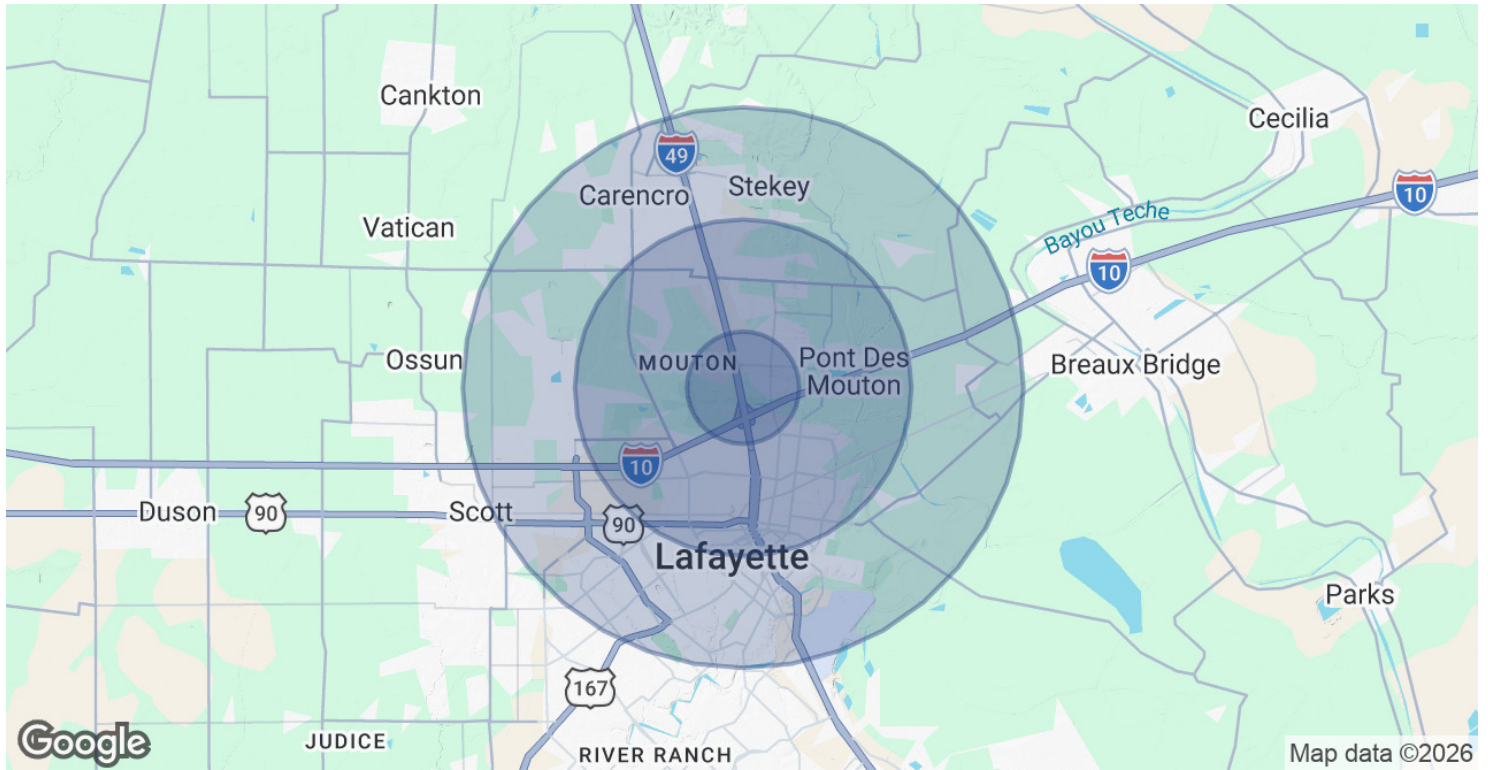 Cankton
Cecilia
49
10
Carencro
Stekey
Vatican
Bayou Teche
10
Ossun
MOUTON
Pont Des
Mouton
Breaux Bridge
10
Duson
90
Scott
90
Lafayette
Parks
167
JUDICE
RIVER RANCH
Google
Map data ©2026